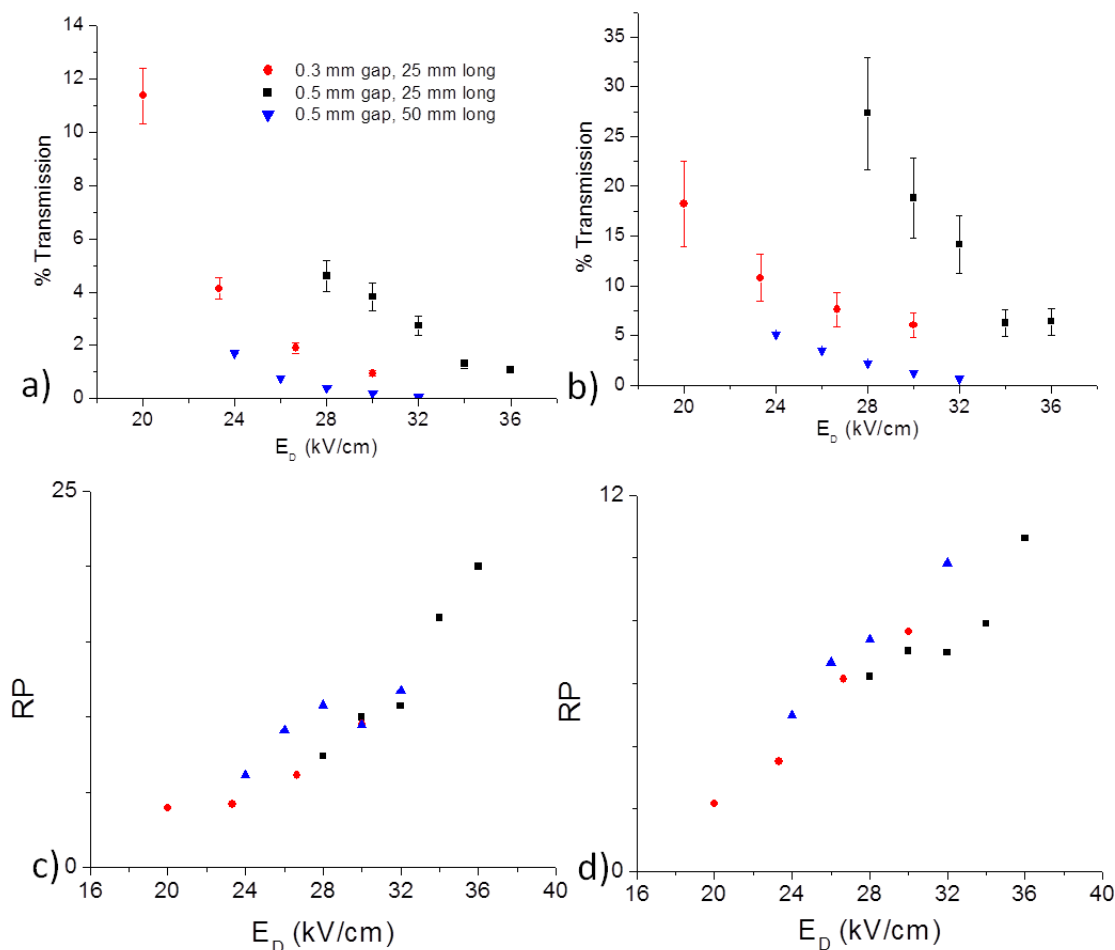 14
12
10
8
6
4
2
0
% Transmission
0.3 mm gap, 25 mm long
0.5 mm gap, 25 mm long
0.5 mm gap, 50 mm long
20 24 28 32 36
E_D (kV/cm)
a)
35
30
25
20
15
10
5
0
% Transmission
20 24 28 32 36
E_D (kV/cm)
b)
25
0
RP
16 20 24 28 32 36 40
E_D (kV/cm)
c)
12
0
RP
16 20 24 28 32 36 40
E_D (kV/cm)
d)